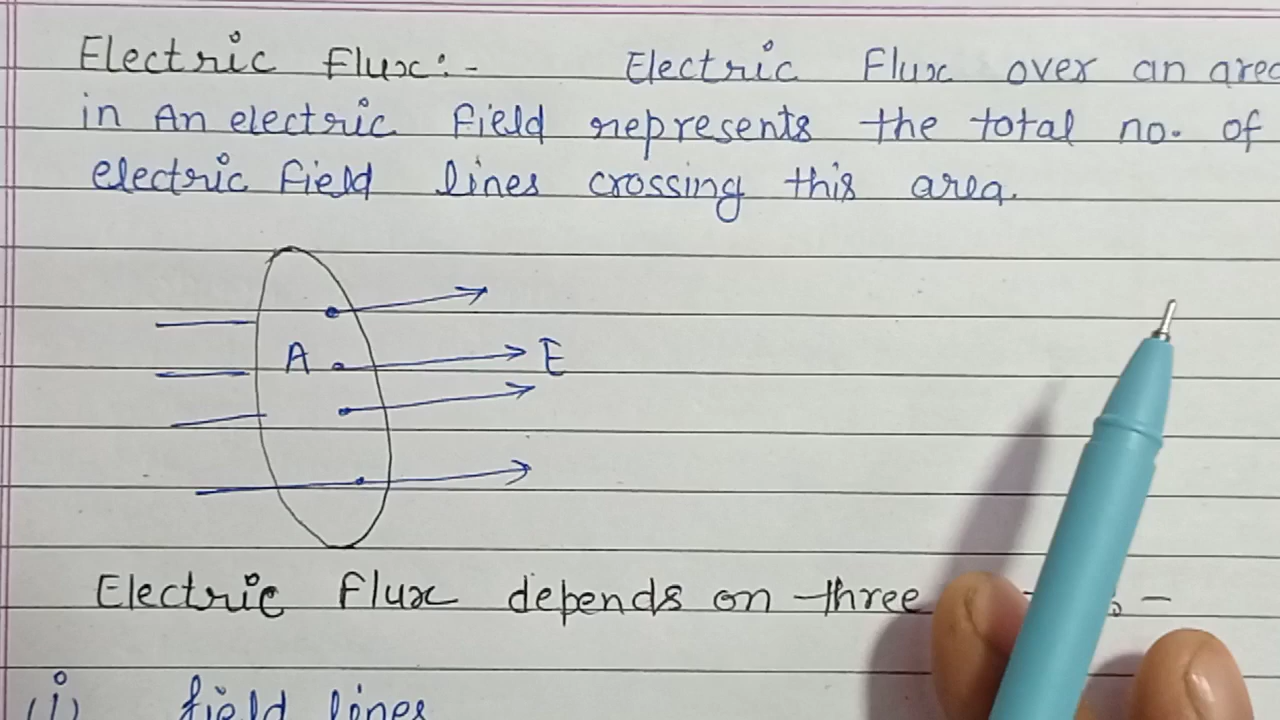 Electric Flux:- Electric Flux over an area
in An electric field represents the total no. of
electric field lines crossing this area.
A
E
Electric Flux depends on three
(i) field lines